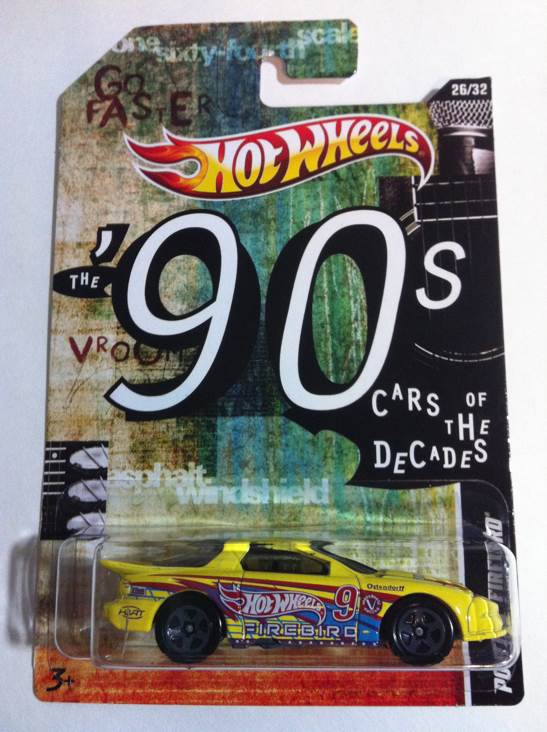 one
sixty-fourth
scale
GO
FASTER
26/32
HOT WHEELS
THE '90s
VROOM
CARS OF
THE
DECADES
asphalt
windshield
FIREBIRD
Ostendorff
HOT WHEELS
9
FIREBIRD
3+